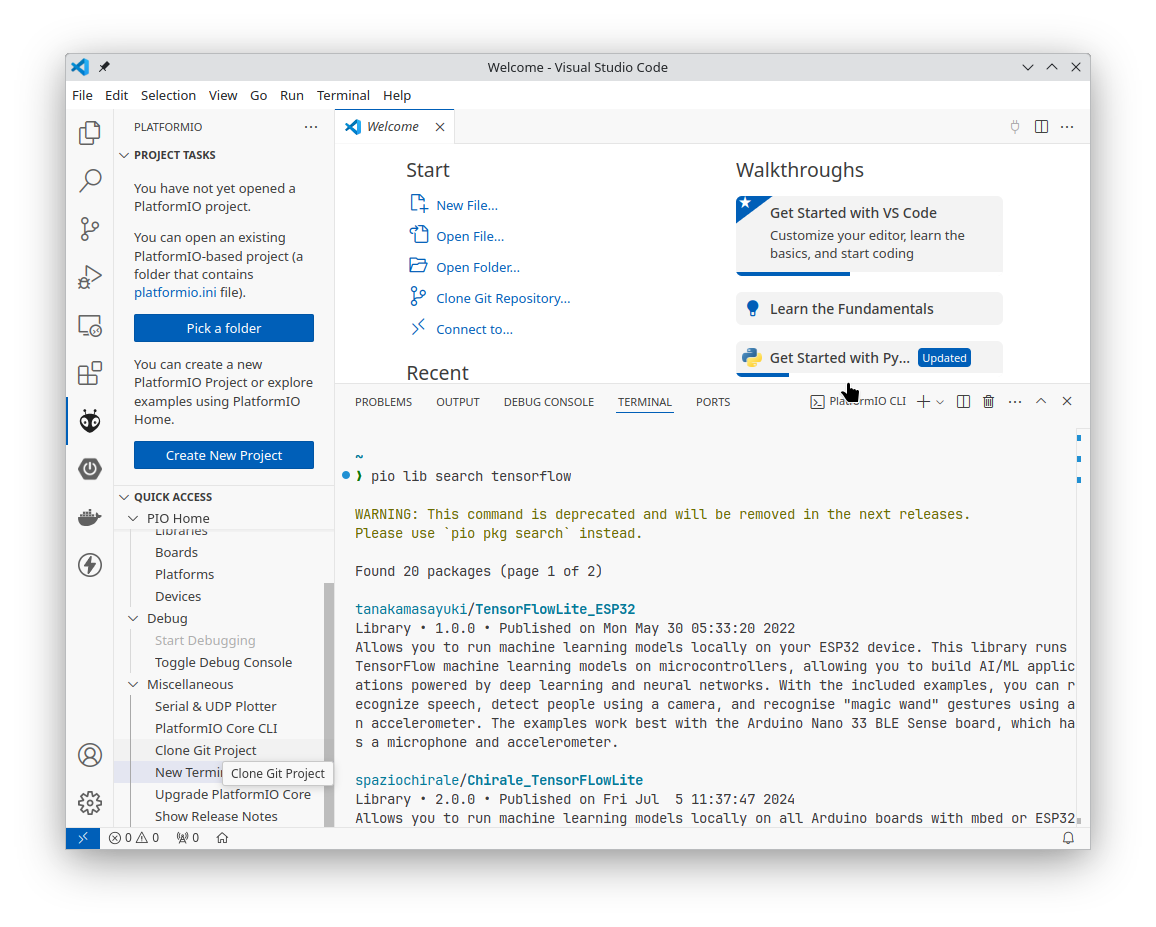 Welcome - Visual Studio Code
File Edit Selection View Go Run Terminal Help
PLATFORMIO
PROJECT TASKS
You have not yet opened a
PlatformIO project.
You can open an existing
PlatformIO-based project (a
folder that contains
platformio.ini file).
Pick a folder
You can create a new
PlatformIO Project or explore
examples using PlatformIO
Home.
Create New Project
QUICK ACCESS
PIO Home
Libraries
Boards
Platforms
Devices
Debug
Start Debugging
Toggle Debug Console
Miscellaneous
Serial & UDP Plotter
PlatformIO Core CLI
Clone Git Project
New Termi
Clone Git Project
Upgrade PlatformIO Core
Show Release Notes
Welcome
Start
New File...
Open File...
Open Folder...
Clone Git Repository...
Connect to...
Recent
Walkthroughs
Get Started with VS Code
Customize your editor, learn the
basics, and start coding
Learn the Fundamentals
Get Started with Py... Updated
PROBLEMS OUTPUT DEBUG CONSOLE TERMINAL PORTS PlatformIO CLI
~
❯ pio lib search tensorflow
WARNING: This command is deprecated and will be removed in the next releases.
Please use `pio pkg search` instead.
Found 20 packages (page 1 of 2)
tanakamasayuki/TensorFlowLite_ESP32
Library • 1.0.0 • Published on Mon May 30 05:33:20 2022
Allows you to run machine learning models locally on your ESP32 device. This library runs
TensorFlow machine learning models on microcontrollers, allowing you to build AI/ML applic
ations powered by deep learning and neural networks. With the included examples, you can r
ecognize speech, detect people using a camera, and recognise "magic wand" gestures using a
n accelerometer. The examples work best with the Arduino Nano 33 BLE Sense board, which ha
s a microphone and accelerometer.
spaziochirale/Chirale_TensorFLowLite
Library • 2.0.0 • Published on Fri Jul  5 11:37:47 2024
Allows you to run machine learning models locally on all Arduino boards with mbed or ESP32
0 0 0